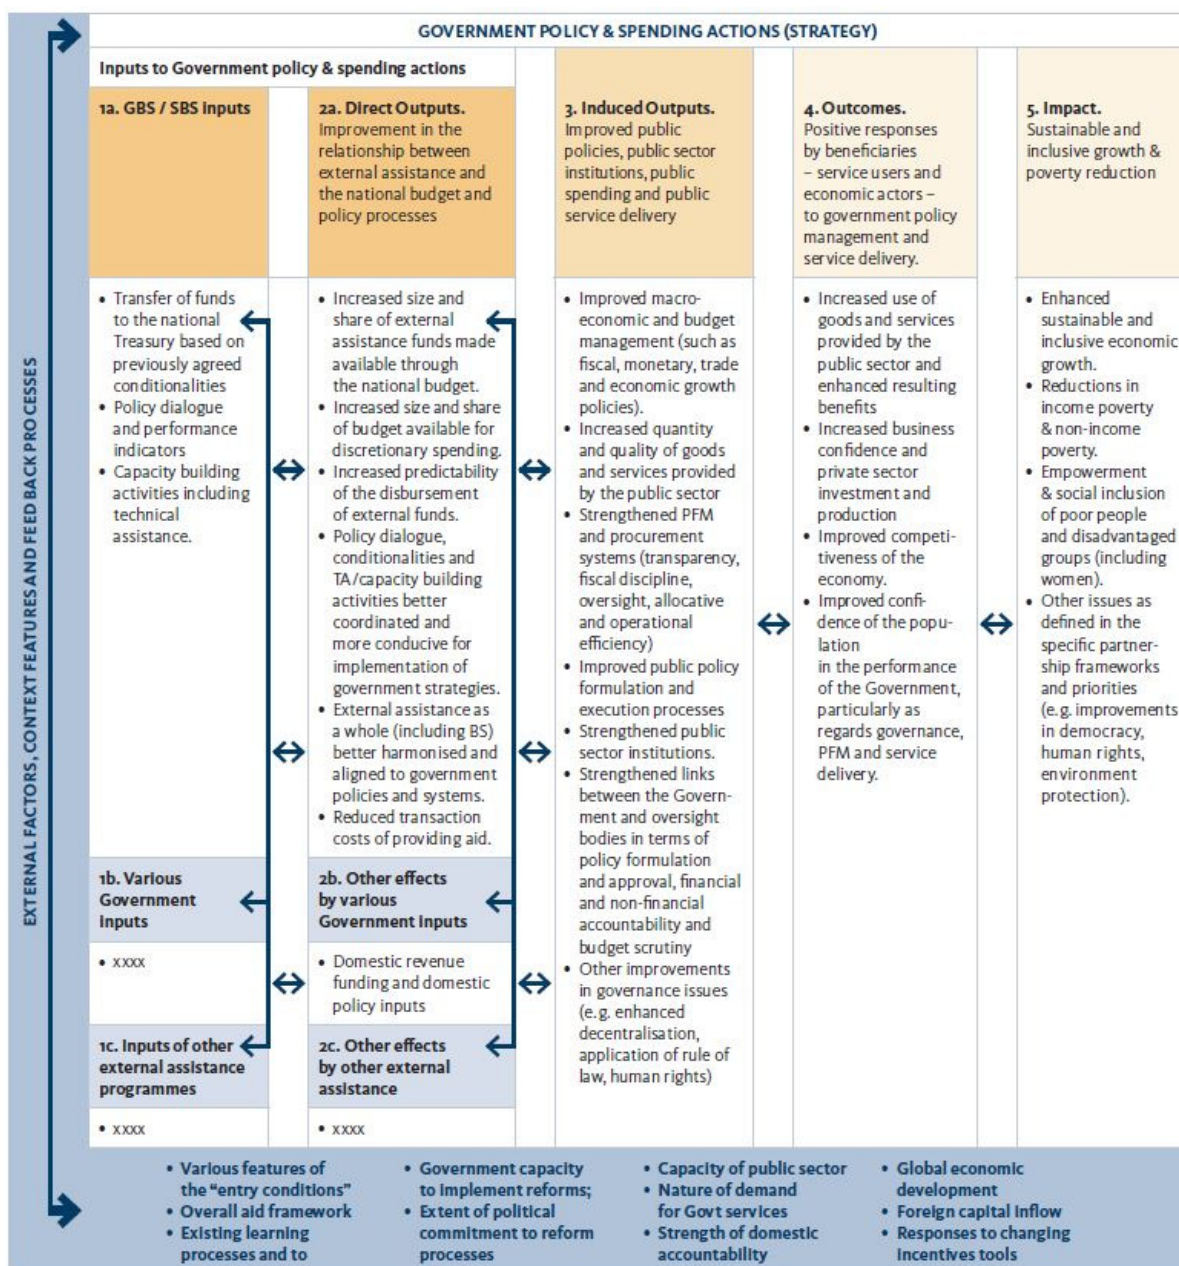 GOVERNMENT POLICY & SPENDING ACTIONS (STRATEGY)
Inputs to Government policy & spending actions
1a. GBS / SBS inputs
2a. Direct Outputs.
Improvement in the
relationship between
external assistance and
the national budget and
policy processes
3. Induced Outputs.
Improved public
policies, public sector
institutions, public
spending and public
service delivery
4. Outcomes.
Positive responses
by beneficiaries
– service users and
economic actors –
to government policy
management and
service delivery.
5. Impact.
Sustainable and
inclusive growth &
poverty reduction
• Transfer of funds
to the national
Treasury based on
previously agreed
conditionalities
• Policy dialogue
and performance
indicators
• Capacity building
activities including
technical
assistance.
• Increased size and
share of external
assistance funds made
available through
the national budget.
• Increased size and share
of budget available for
discretionary spending.
• Increased predictability
of the disbursement
of external funds.
• Policy dialogue,
conditionalities and
TA/capacity building
activities better
coordinated and
more conducive for
implementation of
government strategies.
• External assistance as
a whole (including BS)
better harmonised and
aligned to government
policies and systems.
• Reduced transaction
costs of providing aid.
• Improved macro-
economic and budget
management (such as
fiscal, monetary, trade
and economic growth
policies).
• Increased quantity
and quality of goods
and services provided
by the public sector
• Strengthened PFM
and procurement
systems (transparency,
fiscal discipline,
oversight, allocative
and operational
efficiency)
• Improved public policy
formulation and
execution processes
• Strengthened public
sector institutions.
• Strengthened links
between the Govern-
ment and oversight
bodies in terms of
policy formulation
and approval, financial
and non-financial
accountability and
budget scrutiny
• Other improvements
in governance issues
(e.g. enhanced
decentralisation,
application of rule of
law, human rights)
• Increased use of
goods and services
provided by the
public sector and
enhanced resulting
benefits
• Increased business
confidence and
private sector
investment and
production
• Improved competi-
tiveness of the
economy.
• Improved confi-
dence of the popu-
lation
in the performance
of the Government,
particularly as
regards governance,
PFM and service
delivery.
• Enhanced
sustainable and
inclusive economic
growth.
• Reductions in
income poverty
& non-income
poverty.
• Empowerment
& social inclusion
of poor people
and disadvantaged
groups (including
women).
• Other issues as
defined in the
specific partner-
ship frameworks
and priorities
(e.g. improvements
in democracy,
human rights,
environment
protection).
1b. Various
Government
inputs
2b. Other effects
by various
Government inputs
• xxxx
• Domestic revenue
funding and domestic
policy inputs
1c. Inputs of other
external assistance
programmes
2c. Other effects
by other external
assistance
• xxxx
• xxxx
EXTERNAL FACTORS, CONTEXT FEATURES AND FEED BACK PROCESSES
• Various features of
the “entry conditions”
• Overall aid framework
• Existing learning
processes and to
• Government capacity
to implement reforms;
• Extent of political
commitment to reform
processes
• Capacity of public sector
• Nature of demand
for Govt services
• Strength of domestic
accountability
• Global economic
development
• Foreign capital inflow
• Responses to changing
incentives tools